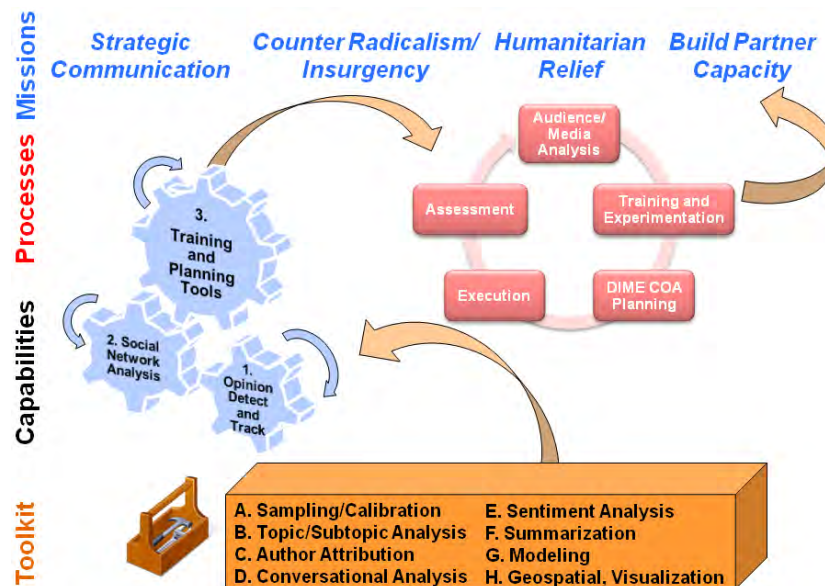 Strategic
Communication
Counter Radicalism/
Insurgency
Humanitarian
Relief
Build Partner
Capacity
Missions
Processes
Capabilities
Toolkit
Audience/
Media
Analysis
Training and
Experimentation
DIME COA
Planning
Execution
Assessment
3.
Training
and
Planning
Tools
2. Social
Network
Analysis
1.
Opinion
Detect
and
Track
A. Sampling/Calibration
B. Topic/Subtopic Analysis
C. Author Attribution
D. Conversational Analysis
E. Sentiment Analysis
F. Summarization
G. Modeling
H. Geospatial, Visualization